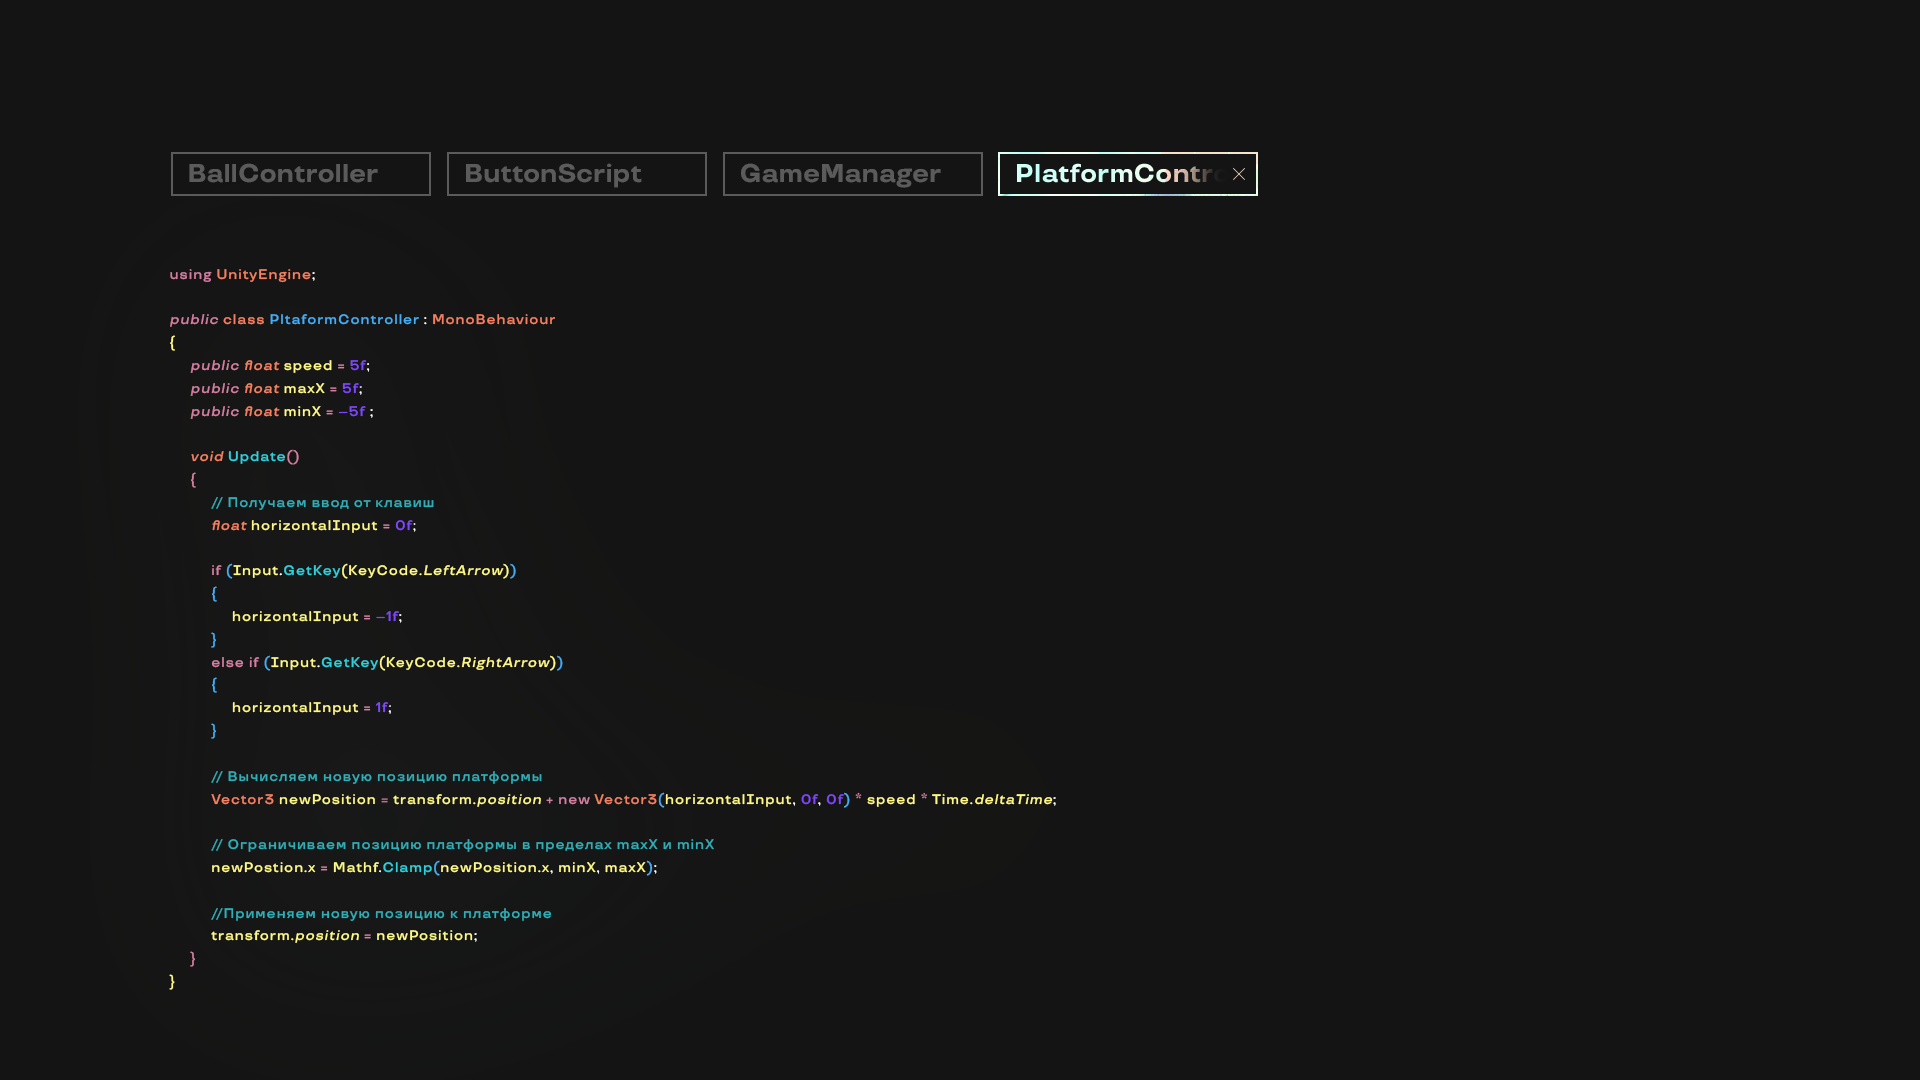 BallController
ButtonScript
GameManager
PlatformContro
using UnityEngine;
public class PltaformController : MonoBehaviour
{
public float speed = 5f;
public float maxX = 5f;
public float minX = –5f ;
void Update()
{
// Получаем ввод от клавиш
float horizontalInput = 0f;
if (Input.GetKey(KeyCode.LeftArrow))
{
horizontalInput = –1f;
}
else if (Input.GetKey(KeyCode.RightArrow))
{
horizontalInput = 1f;
}
// Вычисляем новую позицию платформы
Vector3 newPosition = transform.position + new Vector3(horizontalInput, 0f, 0f) * speed * Time.deltaTime;
// Ограничиваем позицию платформы в пределах maxX и minX
newPostion.x = Mathf.Clamp(newPosition.x, minX, maxX);
//Применяем новую позицию к платформе
transform.position = newPosition;
}
}